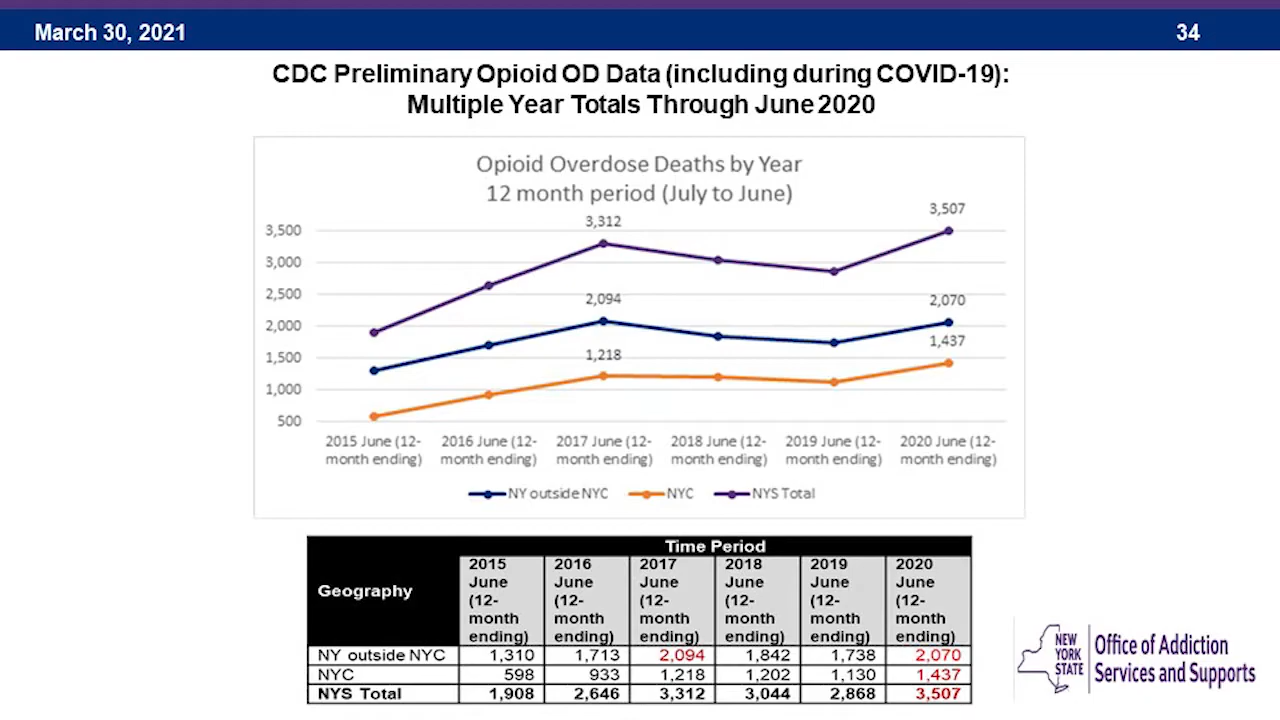 March 30, 2021
34
CDC Preliminary Opioid OD Data (including during COVID-19):
Multiple Year Totals Through June 2020
Opioid Overdose Deaths by Year
12 month period (July to June)
3,500
3,000
2,500
2,000
1,500
1,000
500
3,312
3,507
2,094
2,070
1,218
1,437
2015 June (12-
month ending)
2016 June (12-
month ending)
2017 June (12-
month ending)
2018 June (12-
month ending)
2019 June (12-
month ending)
2020 June (12-
month ending)
NY outside NYC NYC NYS Total
Geography
Time Period
2015
June
(12-
month
ending)
2016
June
(12-
month
ending)
2017
June
(12-
month
ending)
2018
June
(12-
month
ending)
2019
June
(12-
month
ending)
2020
June
(12-
month
ending)
NY outside NYC 1,310 1,713 2,094 1,842 1,738 2,070
NYC 598 933 1,218 1,202 1,130 1,437
NYS Total 1,908 2,646 3,312 3,044 2,868 3,507
NEW
YORK
STATE
Office of Addiction
Services and Supports